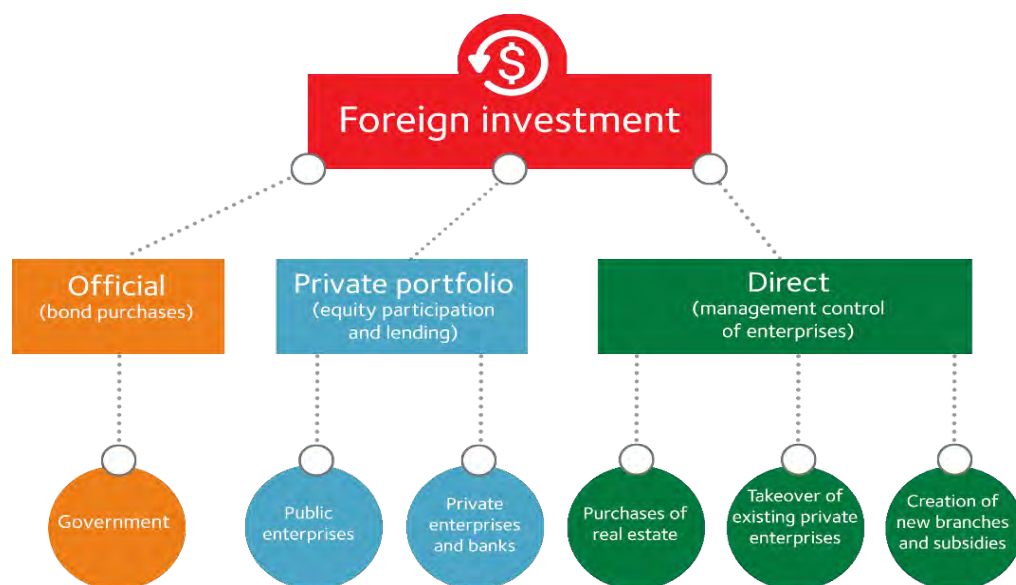 $
Foreign investment
Official
(bond purchases)
Private portfolio
(equity participation
and lending)
Direct
(management control
of enterprises)
Government
Public
enterprises
Private
enterprises
and banks
Purchases of
real estate
Takeover of
existing private
enterprises
Creation of
new branches
and subsidies